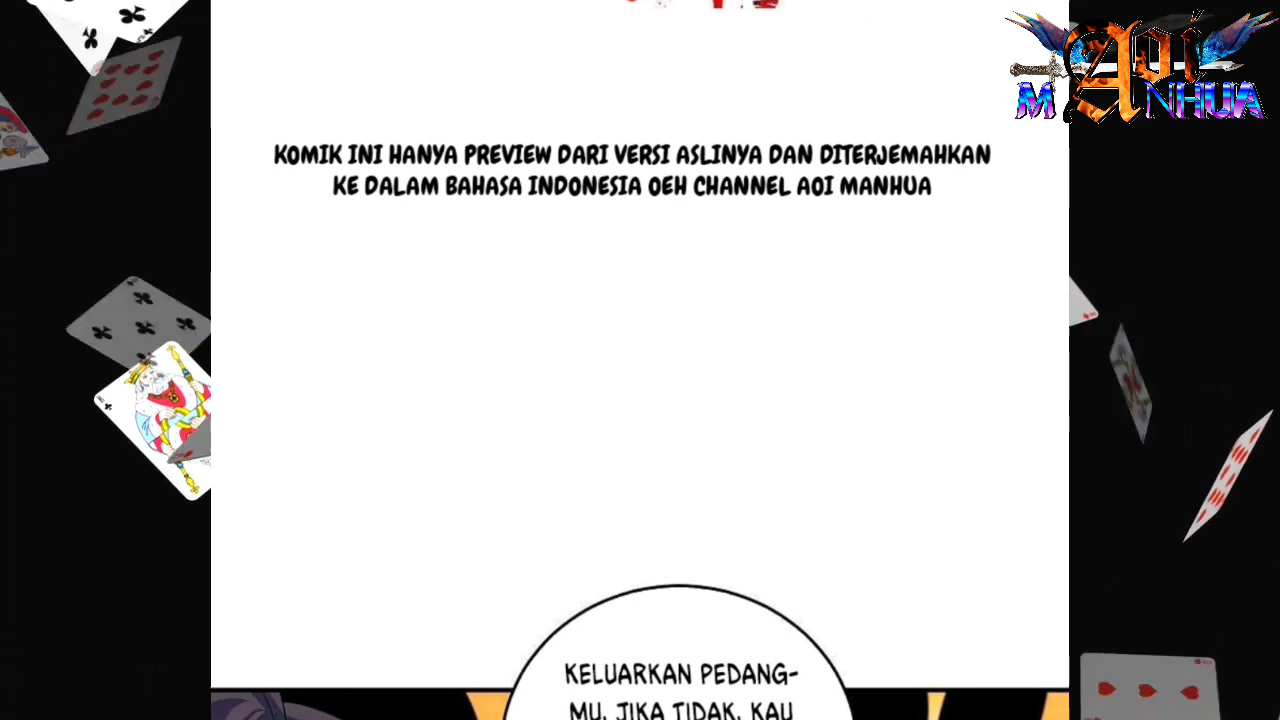 Aoi
MANHUA
KOMIK INI HANYA PREVIEW DARI VERSI ASLINYA DAN DITERJEMAHKAN
KE DALAM BAHASA INDONESIA OEH CHANNEL AOI MANHUA
KELUARKAN PEDANG-
MU. JIKA TIDAK, KAU